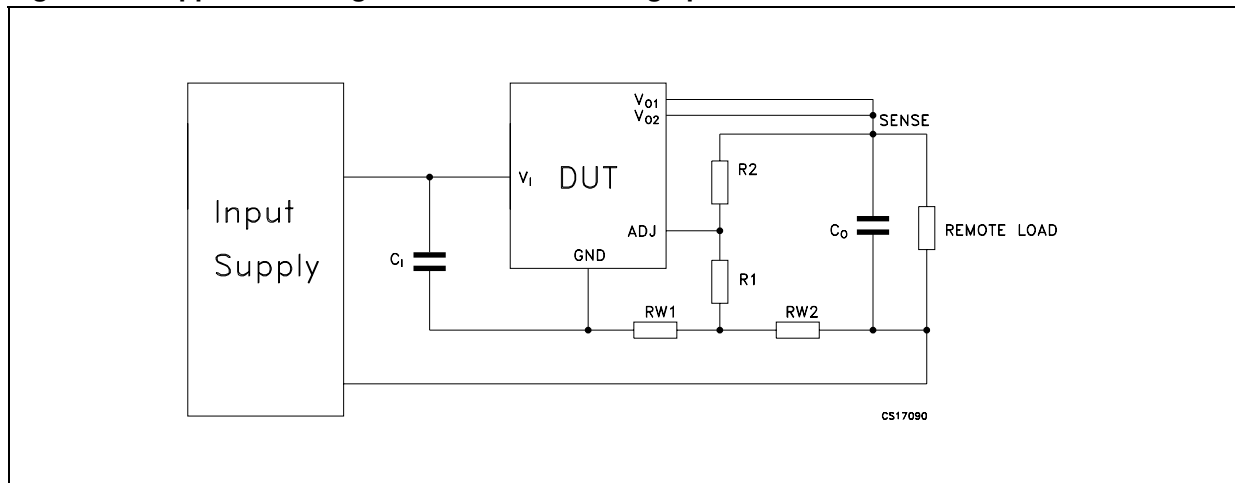 Input
Supply
C_I
V_I
DUT
V_O1
V_O2
SENSE
R2
ADJ
GND
R1
RW1
RW2
C_O
REMOTE LOAD
CS17090